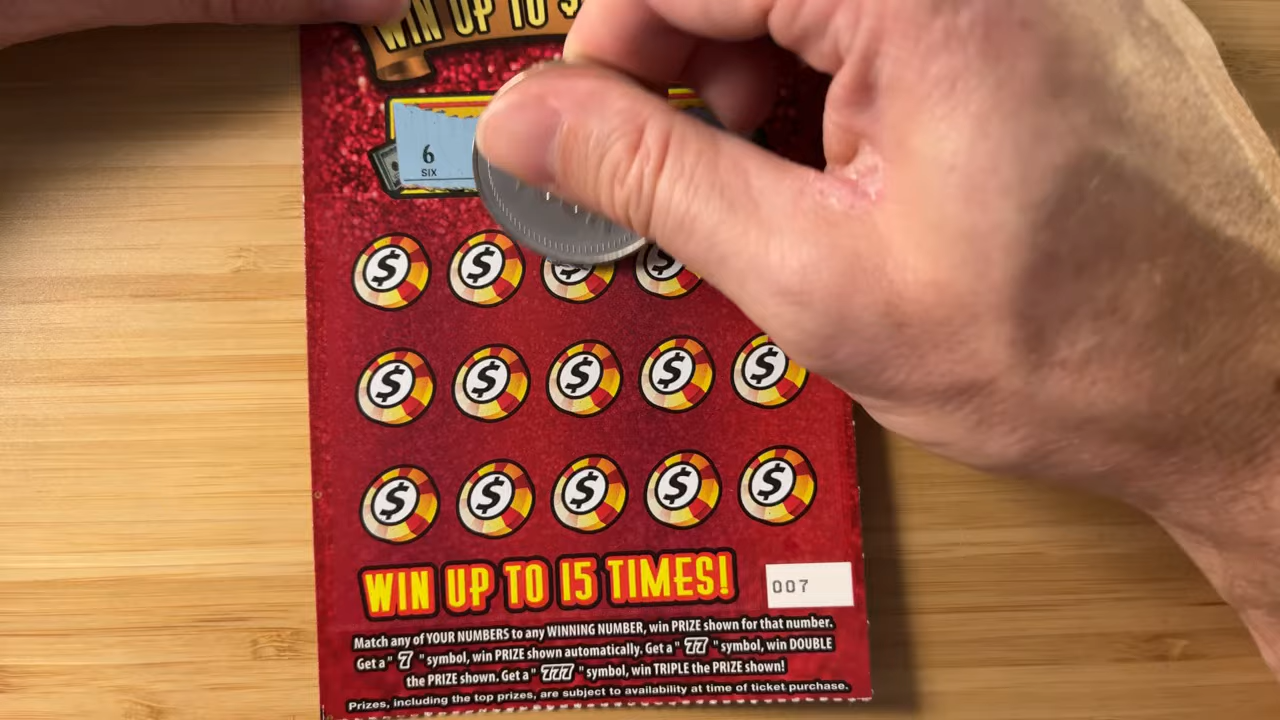 WIN UP TO $
6
SIX
$ $ $ $
$ $ $ $ $
$ $ $ $ $
WIN UP TO 15 TIMES!
007
Match any of YOUR NUMBERS to any WINNING NUMBER, win PRIZE shown for that number.
Get a "7" symbol, win PRIZE shown automatically. Get a "77" symbol, win DOUBLE
the PRIZE shown. Get a "777" symbol, win TRIPLE the PRIZE shown!
Prizes, including the top prizes, are subject to availability at time of ticket purchase.